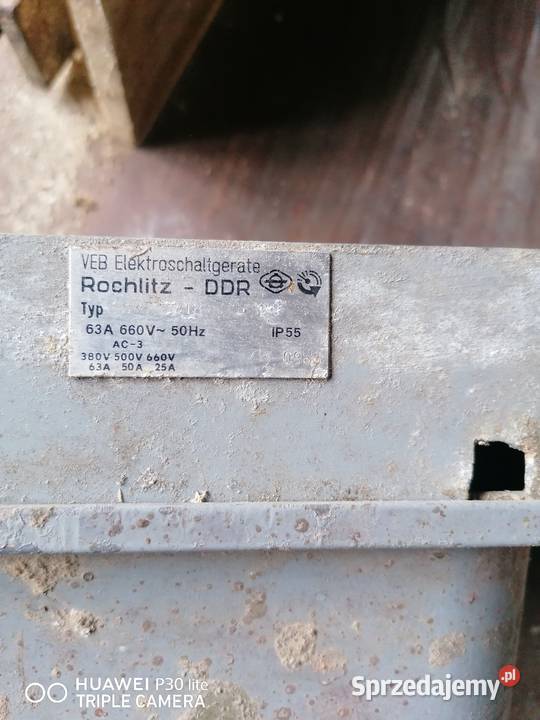 VEB Elektroschaltgeräte
Rochlitz - DDR
Typ
63A 660V~ 50Hz IP55
AC-3
380V 500V 660V
63A 50A 25A
HUAWEI P30 lite
TRIPLE CAMERA
Sprzedajemy.pl